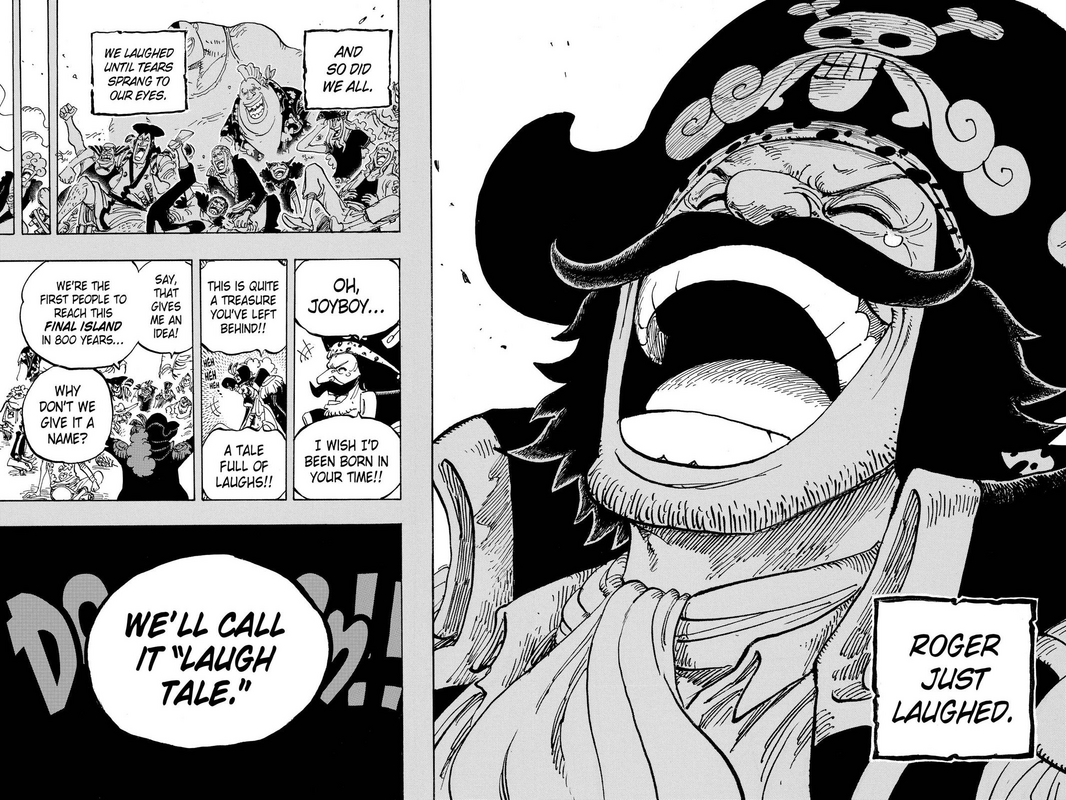 ROGER
JUST
LAUGHED.
AND
SO DID
WE ALL.
WE LAUGHED
UNTIL TEARS
SPRANG TO
OUR EYES.
OH,
JOYBOY...
I WISH I'D
BEEN BORN IN
YOUR TIME!!
THIS IS QUITE
A TREASURE
YOU'VE LEFT
BEHIND!!
HEH
HEH
HEH
A TALE
FULL OF
LAUGHS!!
SAY,
THAT
GIVES
ME AN
IDEA!
WE'RE THE
FIRST PEOPLE TO
REACH THIS
FINAL ISLAND
IN 800 YEARS...
WHY
DON'T WE
GIVE IT A
NAME?
WE'LL CALL
IT "LAUGH
TALE."